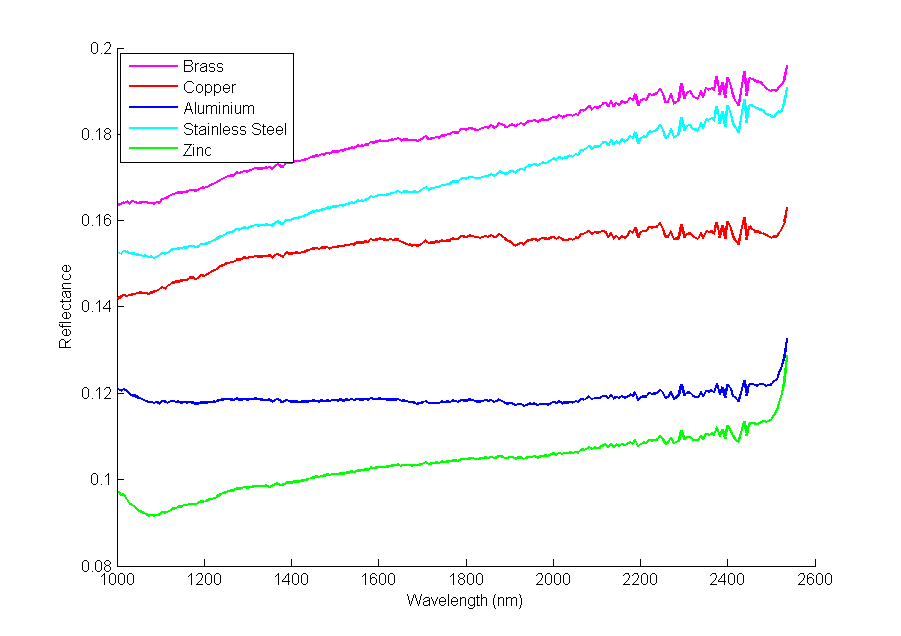 0.2
Brass
Copper
Aluminium
Stainless Steel
Zinc
0.18
0.16
0.14
0.12
0.1
0.08
Reflectance
1000 1200 1400 1600 1800 2000 2200 2400 2600
Wavelength (nm)